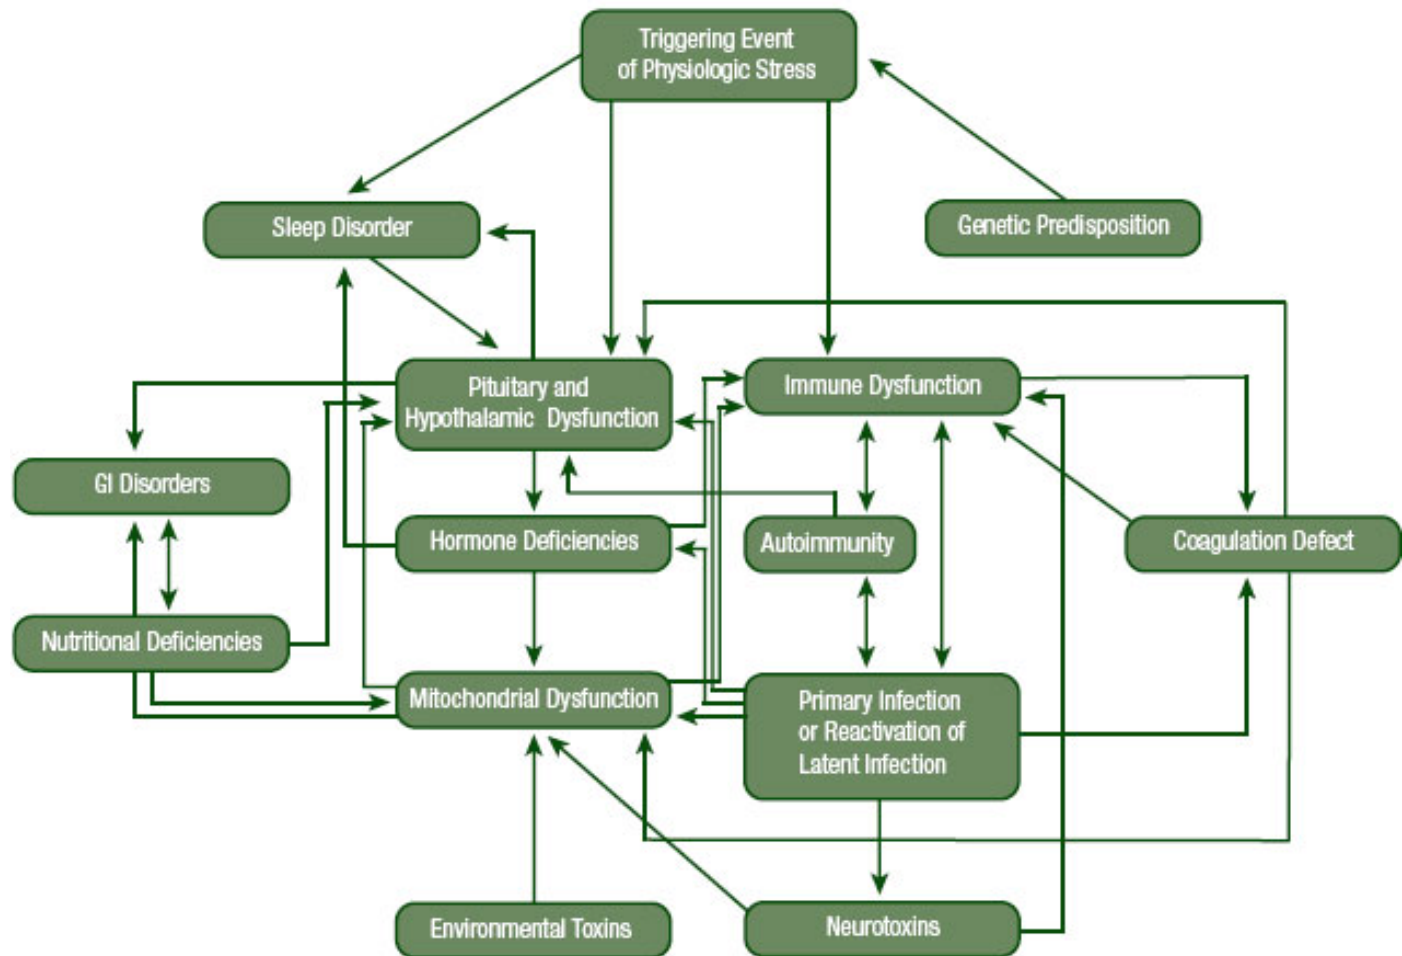 Triggering Event
of Physiologic Stress
Sleep Disorder
Genetic Predisposition
Pituitary and
Hypothalamic Dysfunction
Immune Dysfunction
GI Disorders
Hormone Deficiencies
Autoimmunity
Coagulation Defect
Nutritional Deficiencies
Mitochondrial Dysfunction
Primary Infection
or Reactivation of
Latent Infection
Environmental Toxins
Neurotoxins